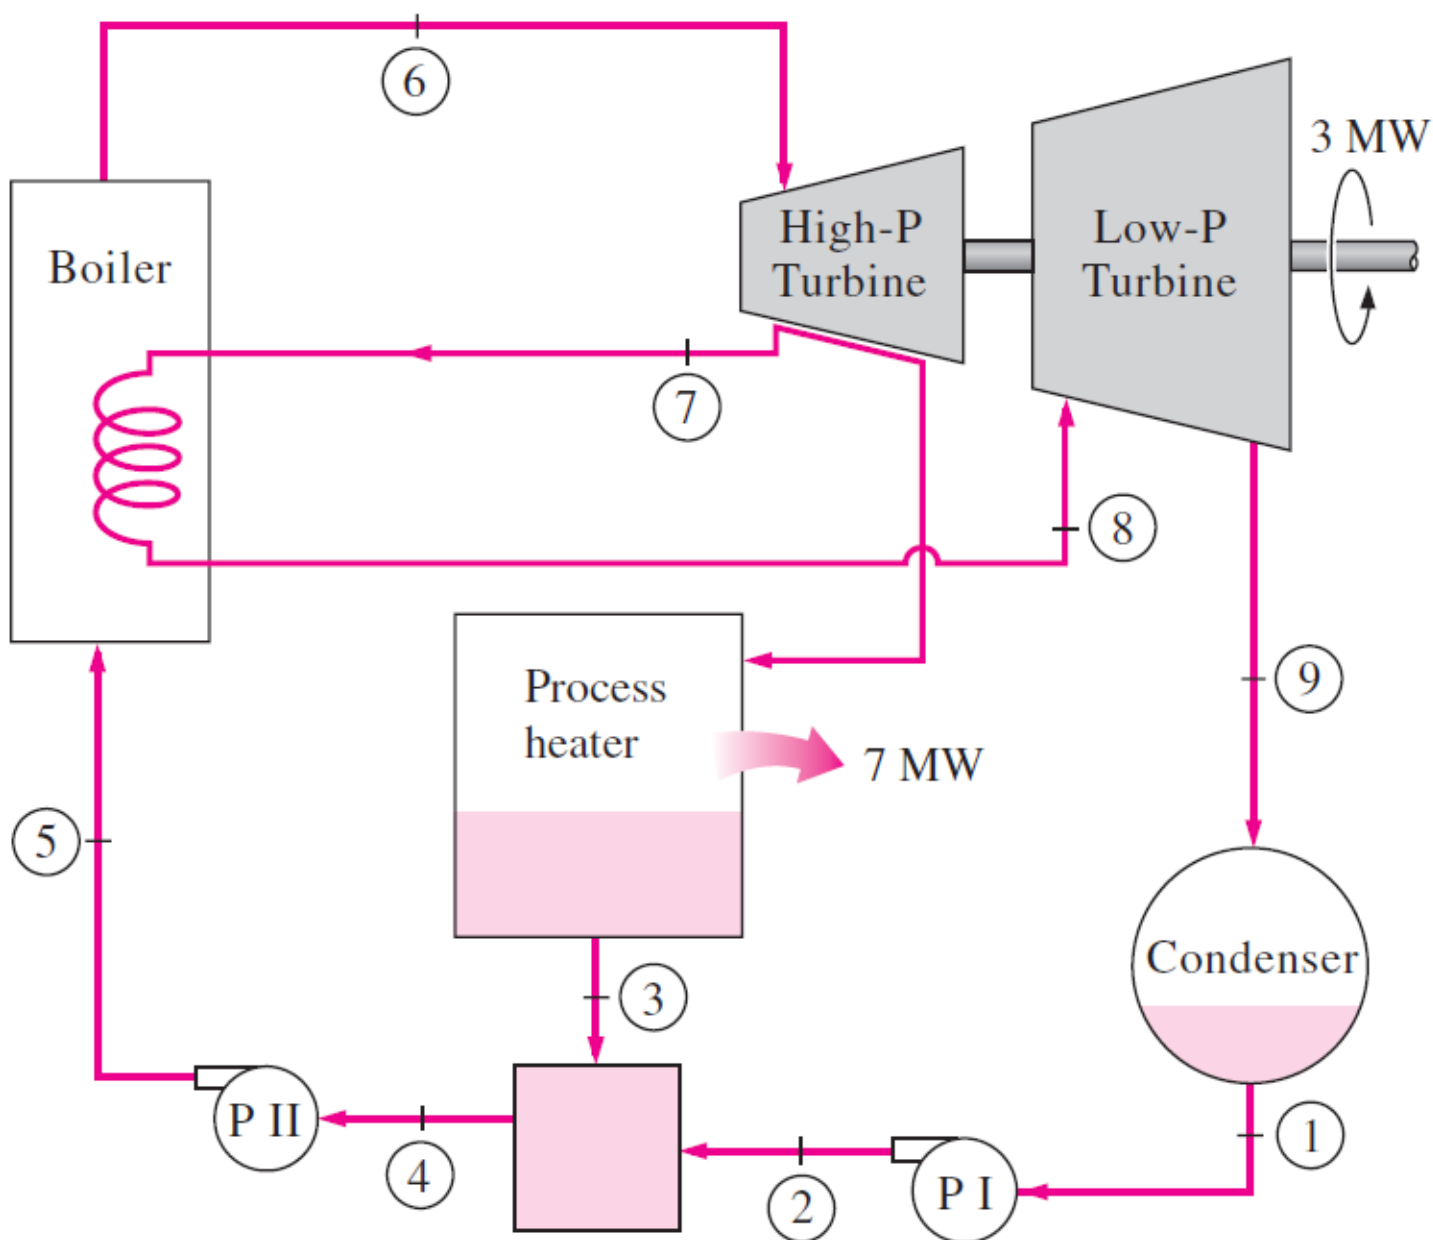 6
3 MW
High-P
Turbine
Low-P
Turbine
Boiler
7
8
Process
heater
7 MW
9
5
Condenser
3
P II
4
2
P I
1